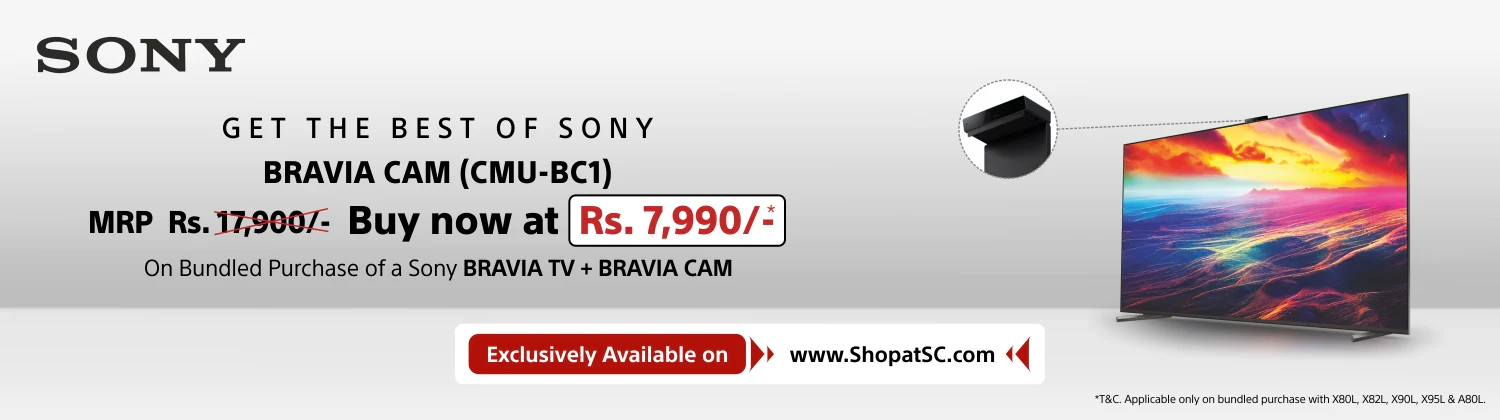 SONY
GET THE BEST OF SONY
BRAVIA CAM (CMU-BC1)
MRP Rs. 17,900/- Buy now at Rs. 7,990/-*
On Bundled Purchase of a Sony BRAVIA TV + BRAVIA CAM
Exclusively Available on www.ShopatSC.com
*T&C. Applicable only on bundled purchase with X80L, X82L, X90L, X95L & A80L.